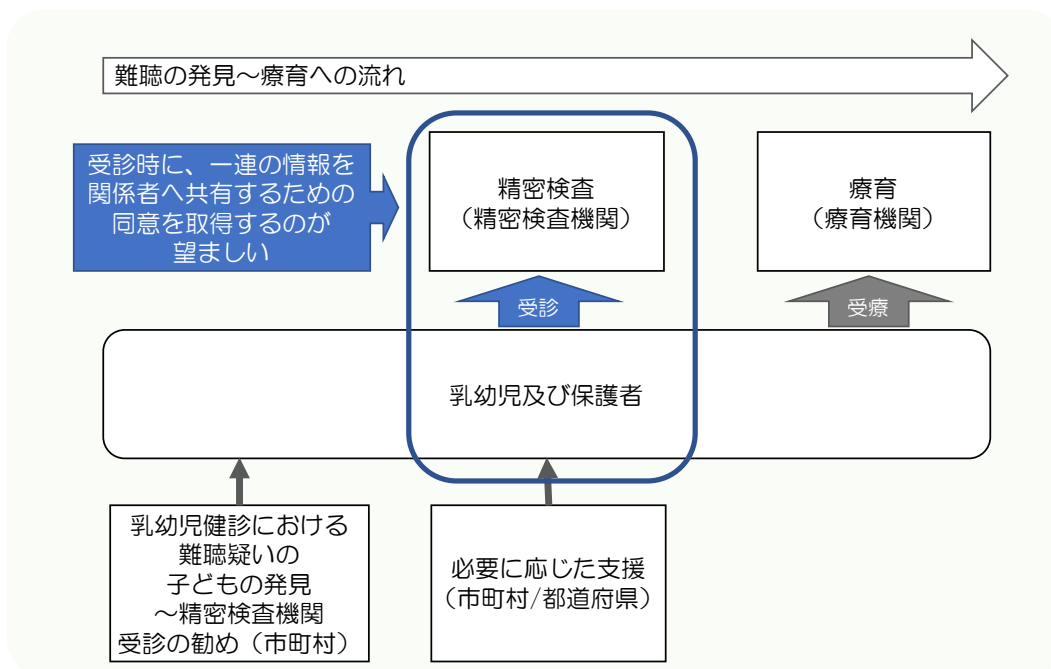 難聴の発見~療育への流れ
受診時に、一連の情報を
関係者へ共有するための
同意を取得するのが
望ましい
精密検査
(精密検査機関)
療育
(療育機関)
受診
受療
乳幼児及び保護者
乳幼児健診における
難聴疑いの
子どもの発見
~精密検査機関
受診の勧め(市町村)
必要に応じた支援
(市町村/都道府県)